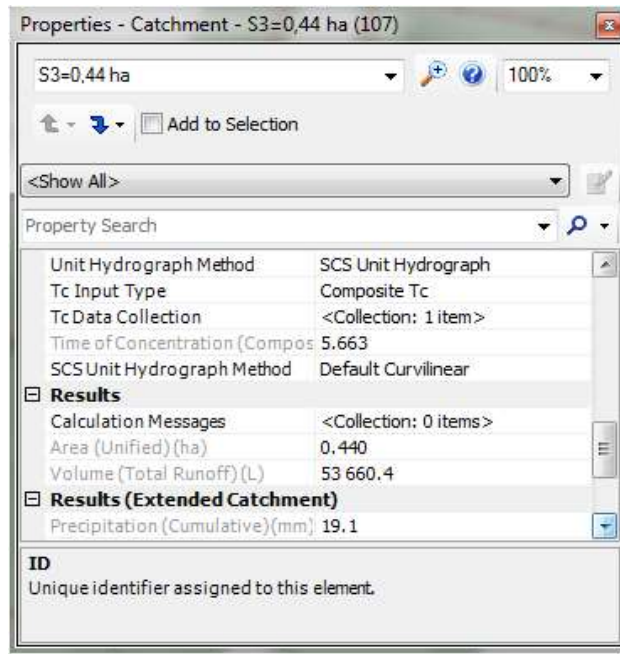 Properties - Catchment - S3=0,44 ha (107)
S3=0,44 ha 100%
Add to Selection
<Show All>
Property Search
Unit Hydrograph Method SCS Unit Hydrograph
Tc Input Type Composite Tc
Tc Data Collection <Collection: 1 item>
Time of Concentration (Compos 5.663
SCS Unit Hydrograph Method Default Curvilinear
Results
Calculation Messages <Collection: 0 items>
Area (Unified) (ha) 0.440
Volume (Total Runoff) (L) 53 660.4
Results (Extended Catchment)
Precipitation (Cumulative) (mm) 19.1
ID
Unique identifier assigned to this element.